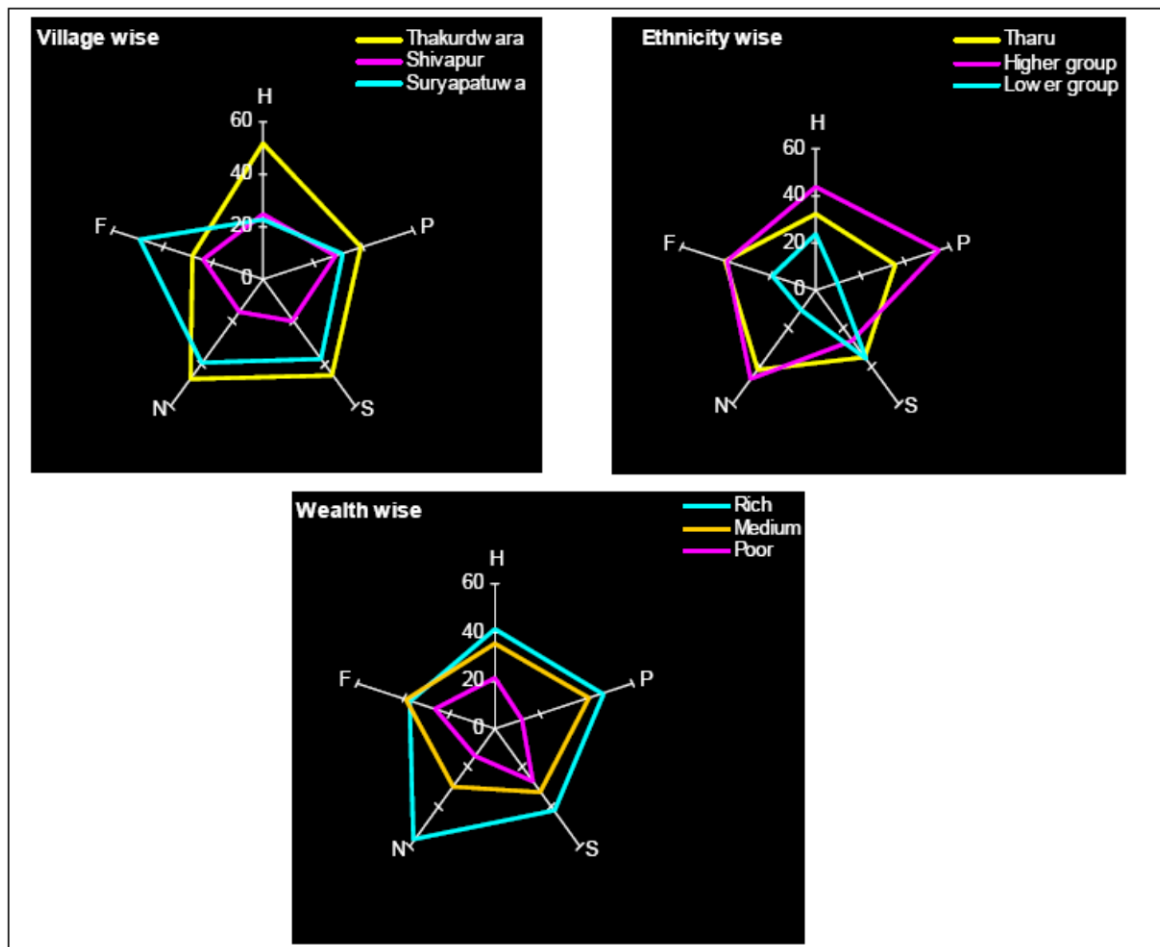 Village wise
Thakurdw ara
Shivapur
Suryapatuw a
H
60
40
20
0
F
P
N
S
Ethnicity wise
Tharu
Higher group
Low er group
H
60
40
20
0
F
P
N
S
Wealth wise
Rich
Medium
Poor
H
60
40
20
0
F
P
N
S